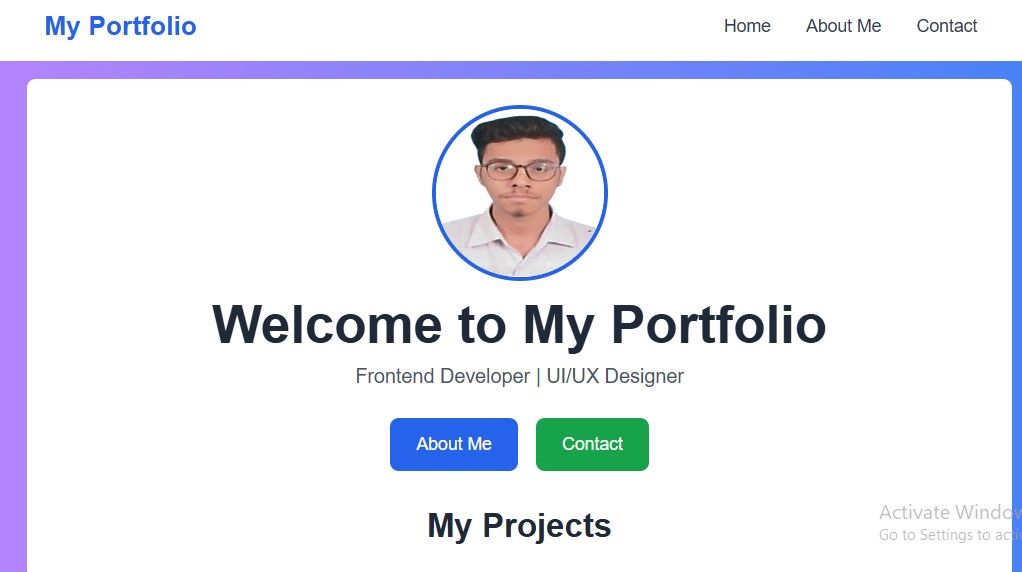 My Portfolio
Home About Me Contact
Welcome to My Portfolio
Frontend Developer | UI/UX Designer
About Me Contact
My Projects
Activate Window
Go to Settings to acti